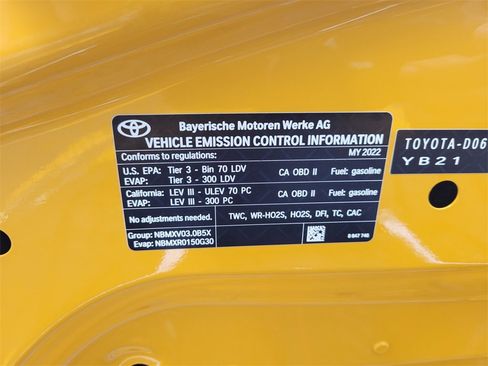 Bayerische Motoren Werke AG
VEHICLE EMISSION CONTROL INFORMATION
Conforms to regulations: MY 2022
U.S. EPA: Tier 3 - Bin 70 LDV CA OBD II Fuel: gasoline
EVAP: Tier 3 - 300 LDV
California: LEV III - ULEV 70 PC CA OBD II Fuel: gasoline
EVAP: LEV III - 300 PC
No adjustments needed. TWC, WR-HO2S, HO2S, DFI, TC, CAC
Group: NBMXV03.0B5X
Evap: NBMXR0150G30
TOYOTA-D06
YB21